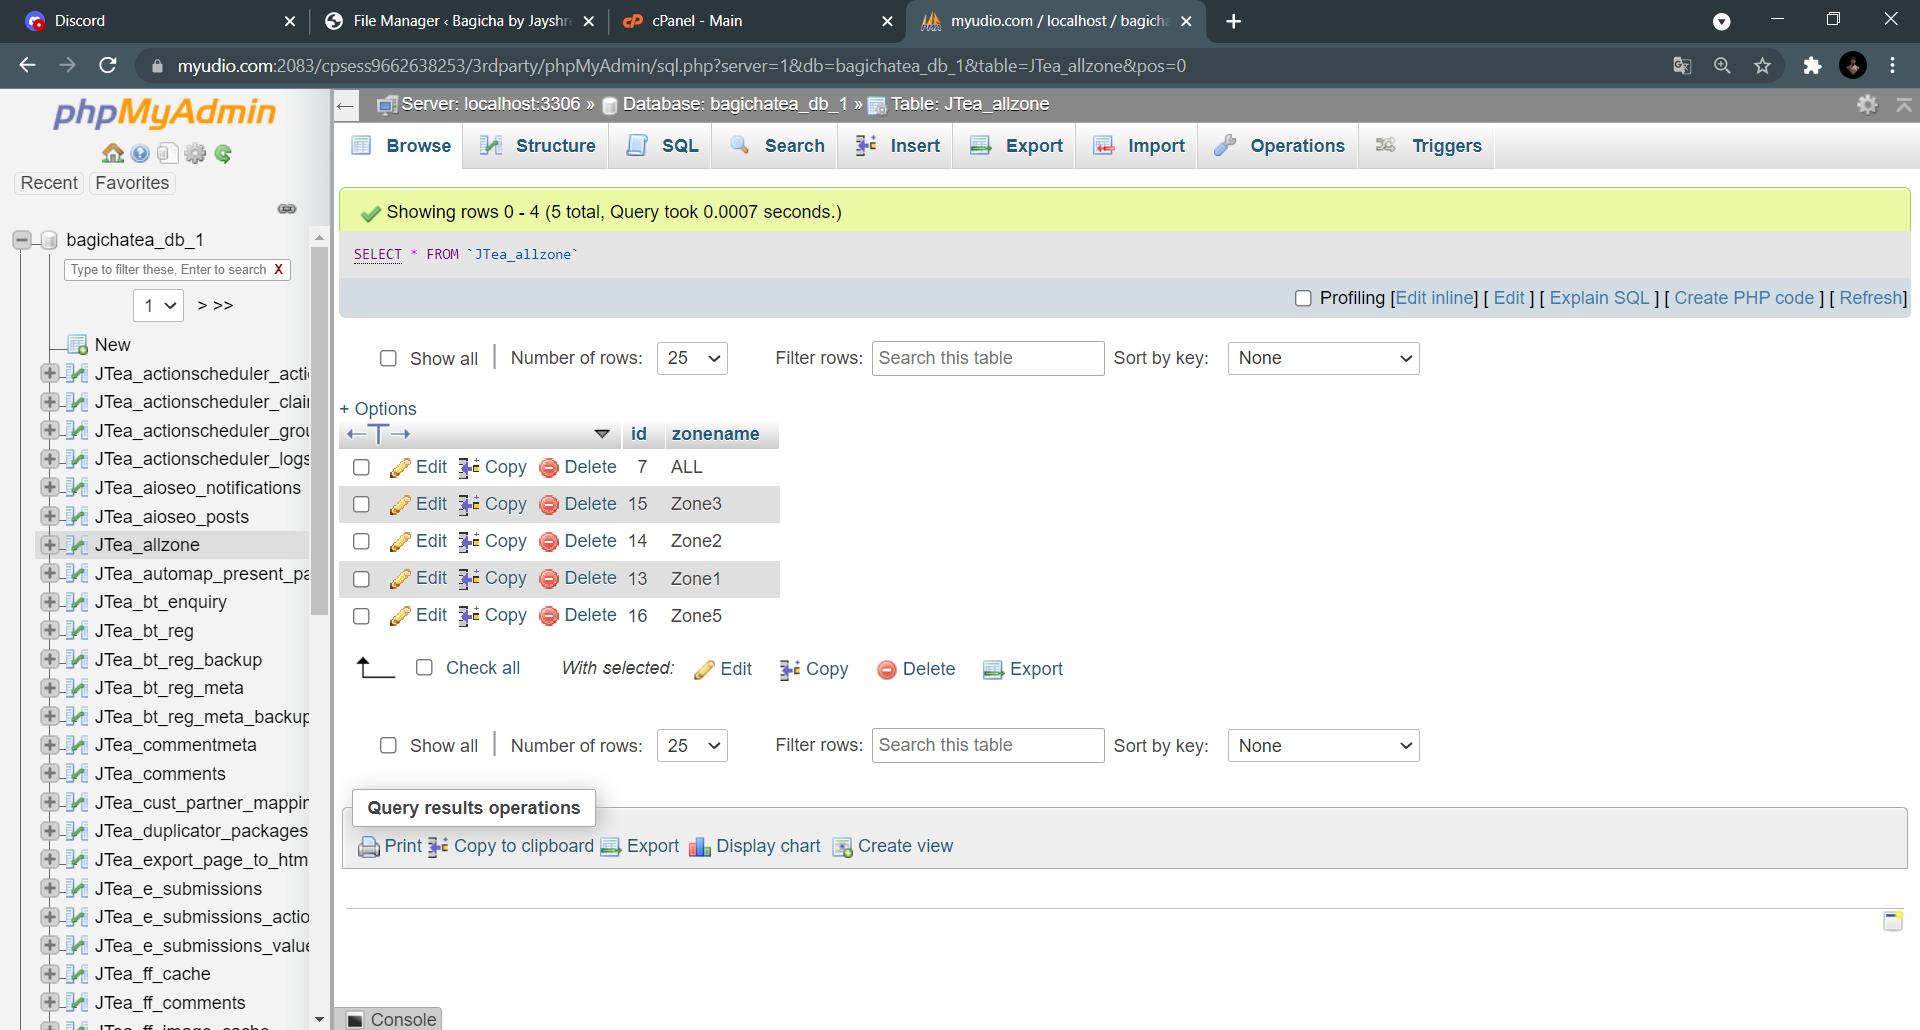 Discord
File Manager ‹ Bagicha by Jayshr
cPanel - Main
myudio.com / localhost / bagicha
myudio.com:2083/cpsess9662638253/3rdparty/phpMyAdmin/sql.php?server=1&db=bagichatea_db_1&table=JTea_allzone&pos=0
phpMyAdmin
Recent Favorites
bagichatea_db_1
Type to filter these, Enter to search X
1 > >>
New
JTea_actionscheduler_acti
JTea_actionscheduler_clai
JTea_actionscheduler_grou
JTea_actionscheduler_logs
JTea_aioseo_notifications
JTea_aioseo_posts
JTea_allzone
JTea_automap_present_pa
JTea_bt_enquiry
JTea_bt_reg
JTea_bt_reg_backup
JTea_bt_reg_meta
JTea_bt_reg_meta_backup
JTea_commentmeta
JTea_comments
JTea_cust_partner_mappin
JTea_duplicator_packages
JTea_export_page_to_htm
JTea_e_submissions
JTea_e_submissions_actio
JTea_e_submissions_value
JTea_ff_cache
JTea_ff_comments
JTea_ff_image_cache
Server: localhost:3306 » Database: bagichatea_db_1 » Table: JTea_allzone
Browse Structure SQL Search Insert Export Import Operations Triggers
Showing rows 0 - 4 (5 total, Query took 0.0007 seconds.)
SELECT * FROM `JTea_allzone`
Profiling [Edit inline] [ Edit ] [ Explain SQL ] [ Create PHP code ] [ Refresh]
Show all | Number of rows: 25 Filter rows: Search this table Sort by key: None
+ Options
←T→ id zonename
Edit Copy Delete 7 ALL
Edit Copy Delete 15 Zone3
Edit Copy Delete 14 Zone2
Edit Copy Delete 13 Zone1
Edit Copy Delete 16 Zone5
Check all With selected: Edit Copy Delete Export
Show all | Number of rows: 25 Filter rows: Search this table Sort by key: None
Query results operations
Print Copy to clipboard Export Display chart Create view
Console